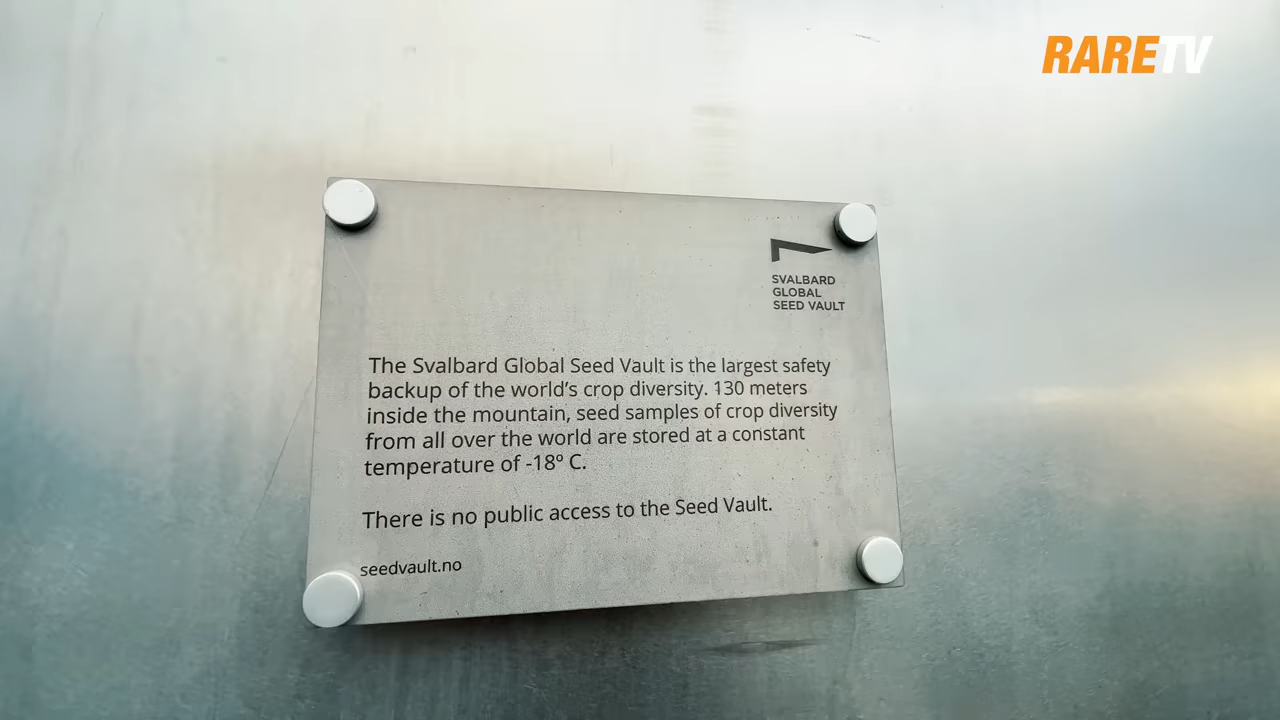 RARETV
SVALBARD
GLOBAL
SEED VAULT
The Svalbard Global Seed Vault is the largest safety
backup of the world’s crop diversity. 130 meters
inside the mountain, seed samples of crop diversity
from all over the world are stored at a constant
temperature of -18º C.
There is no public access to the Seed Vault.
seedvault.no